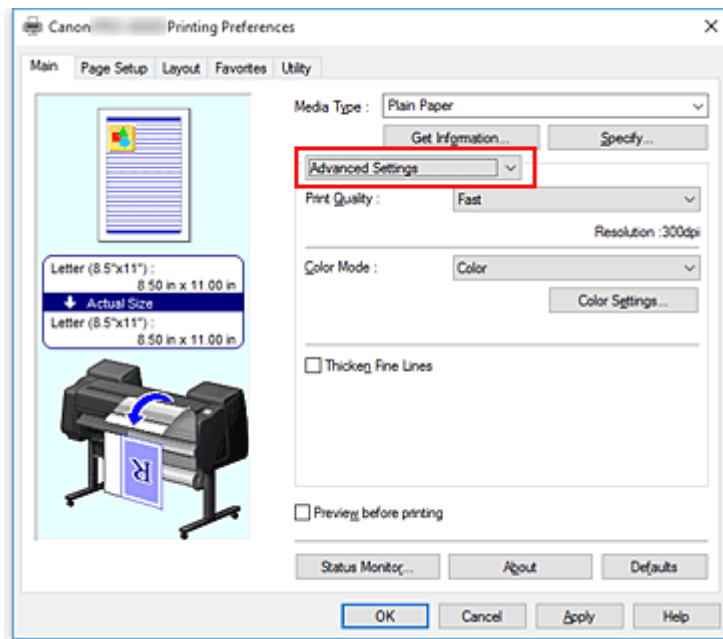 Canon Printing Preferences
Main Page Setup Layout Favorites Utility
Media Type : Plain Paper
Get Information... Specify...
Advanced Settings
Print Quality : Fast
Resolution :300dpi
Letter (8.5"x11") :
8.50 in x 11.00 in
Actual Size
Letter (8.5"x11") :
8.50 in x 11.00 in
Color Mode : Color
Color Settings...
Thicken Fine Lines
R
Preview before printing
Status Monitor... About Defaults
OK Cancel Apply Help